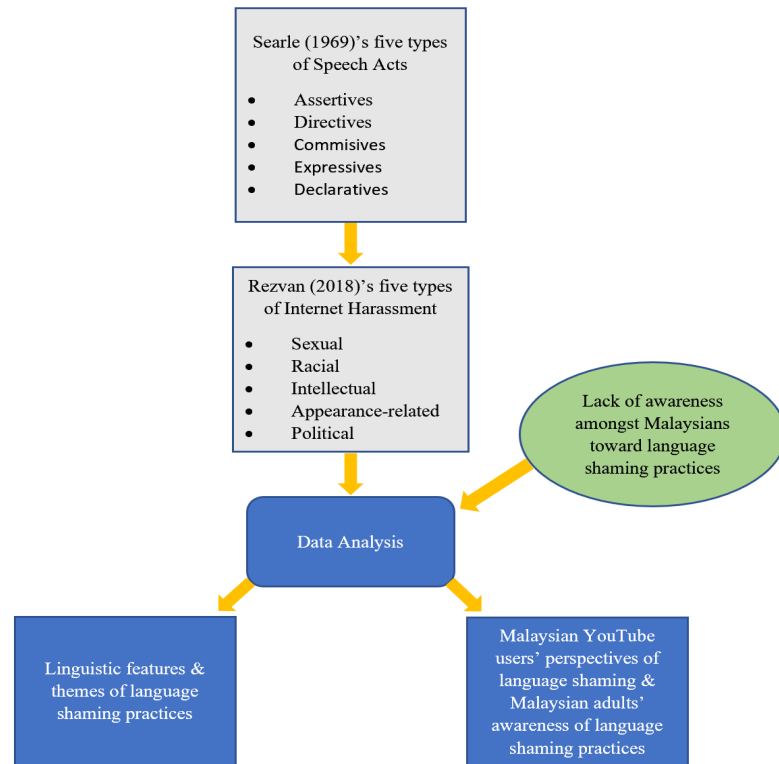 Searle (1969)’s five types
of Speech Acts
• Assertives
• Directives
• Commisives
• Expressives
• Declaratives
Rezvan (2018)’s five types
of Internet Harassment
• Sexual
• Racial
• Intellectual
• Appearance-related
• Political
Lack of awareness
amongst Malaysians
toward language
shaming practices
Data Analysis
Linguistic features &
themes of language
shaming practices
Malaysian YouTube
users’ perspectives of
language shaming &
Malaysian adults’
awareness of language
shaming practices